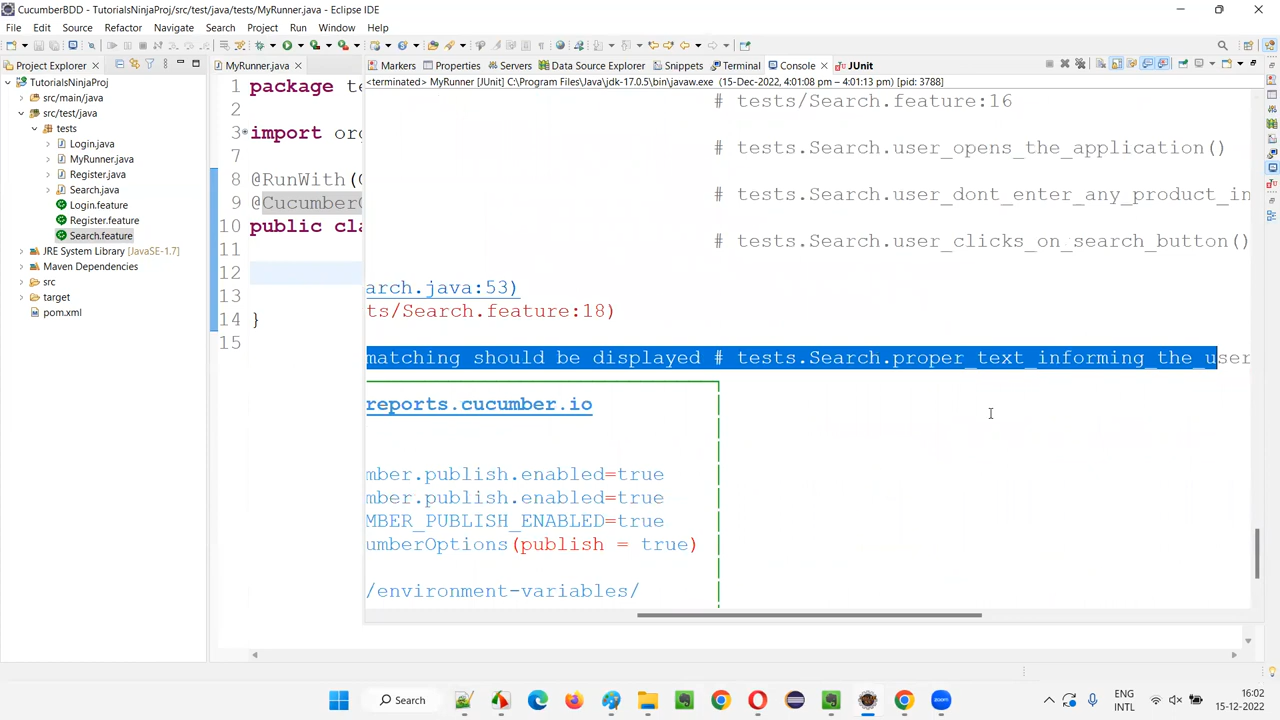 CucumberBDD - TutorialsNinjaProj/src/test/java/tests/MyRunner.java - Eclipse IDE
File Edit Source Refactor Navigate Search Project Run Window Help
Project Explorer
MyRunner.java
Markers Properties Servers Data Source Explorer Snippets Terminal Console JUnit
<terminated> MyRunner [JUnit] C:\Program Files\Java\jdk-17.0.5\bin\javaw.exe (15-Dec-2022, 4:01:08 pm – 4:01:13 pm) [pid: 3788]
TutorialsNinjaProj
src/main/java
src/test/java
tests
Login.java
MyRunner.java
Register.java
Search.java
Login.feature
Register.feature
Search.feature
JRE System Library [JavaSE-1.7]
Maven Dependencies
src
target
pom.xml
1 package te
2
3 import org
7
8 @RunWith(
9 @Cucumber
10 public cla
11
12
13
14 }
15
# tests/Search.feature:16
# tests.Search.user_opens_the_application()
# tests.Search.user_dont_enter_any_product_in
# tests.Search.user_clicks_on_search_button()
arch.java:53)
ts/Search.feature:18)
matching should be displayed # tests.Search.proper_text_informing_the_user
reports.cucumber.io
mber.publish.enabled=true
mber.publish.enabled=true
MBER_PUBLISH_ENABLED=true
umberOptions(publish = true)
/environment-variables/
Search
zoom
ENG
INTL
16:02
15-12-2022